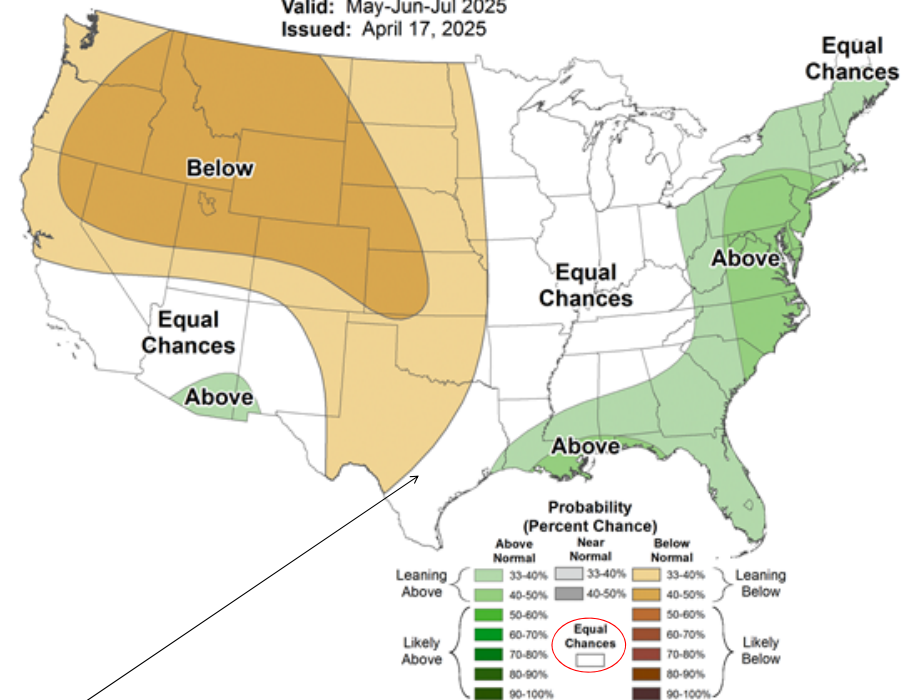 Valid: May-Jun-Jul 2025
Issued: April 17, 2025
Equal
Chances
Below
Above
Equal
Chances
Equal
Chances
Above
Above
Probability
(Percent Chance)
Above
Normal
Near
Normal
Below
Normal
Leaning
Above
33-40%
33-40%
33-40%
Leaning
Below
40-50%
40-50%
40-50%
50-60%
50-60%
Likely
Above
60-70%
Equal
Chances
60-70%
Likely
Below
70-80%
70-80%
80-90%
80-90%
90-100%
90-100%